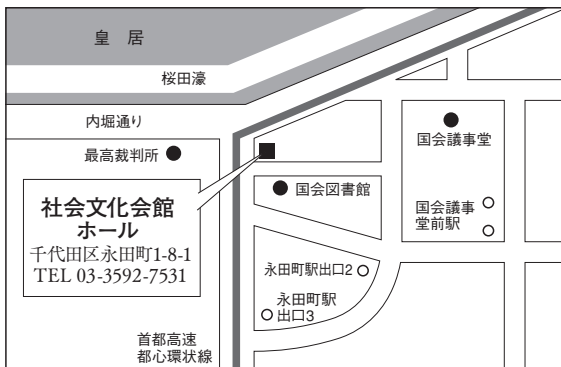 皇 居
桜田濠
内堀通り
最高裁判所
国会議事堂
社会文化会館
ホール
千代田区永田町1-8-1
TEL 03-3592-7531
国会図書館
国会議事
堂前駅
永田町駅出口2
永田町駅
出口3
首都高速
都心環状線